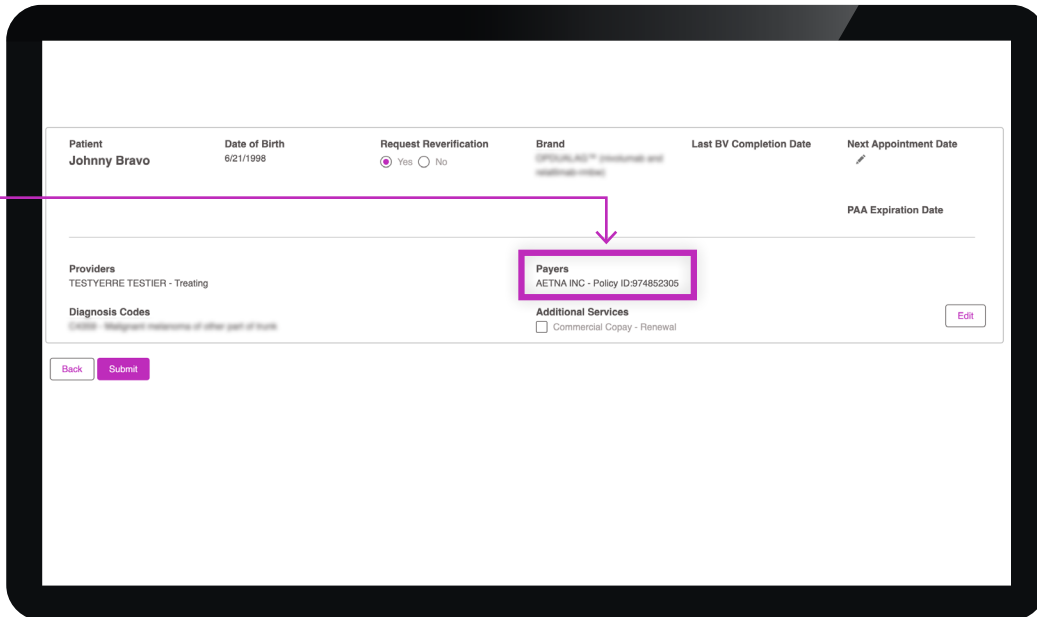 Patient
Johnny Bravo
Date of Birth
6/21/1998
Request Reverification
Yes No
Brand
Last BV Completion Date
Next Appointment Date
PAA Expiration Date
Providers
TESTYERRE TESTIER - Treating
Payers
AETNA INC - Policy ID:974852305
Diagnosis Codes
Additional Services
Commercial Copay - Renewal
Edit
Back
Submit